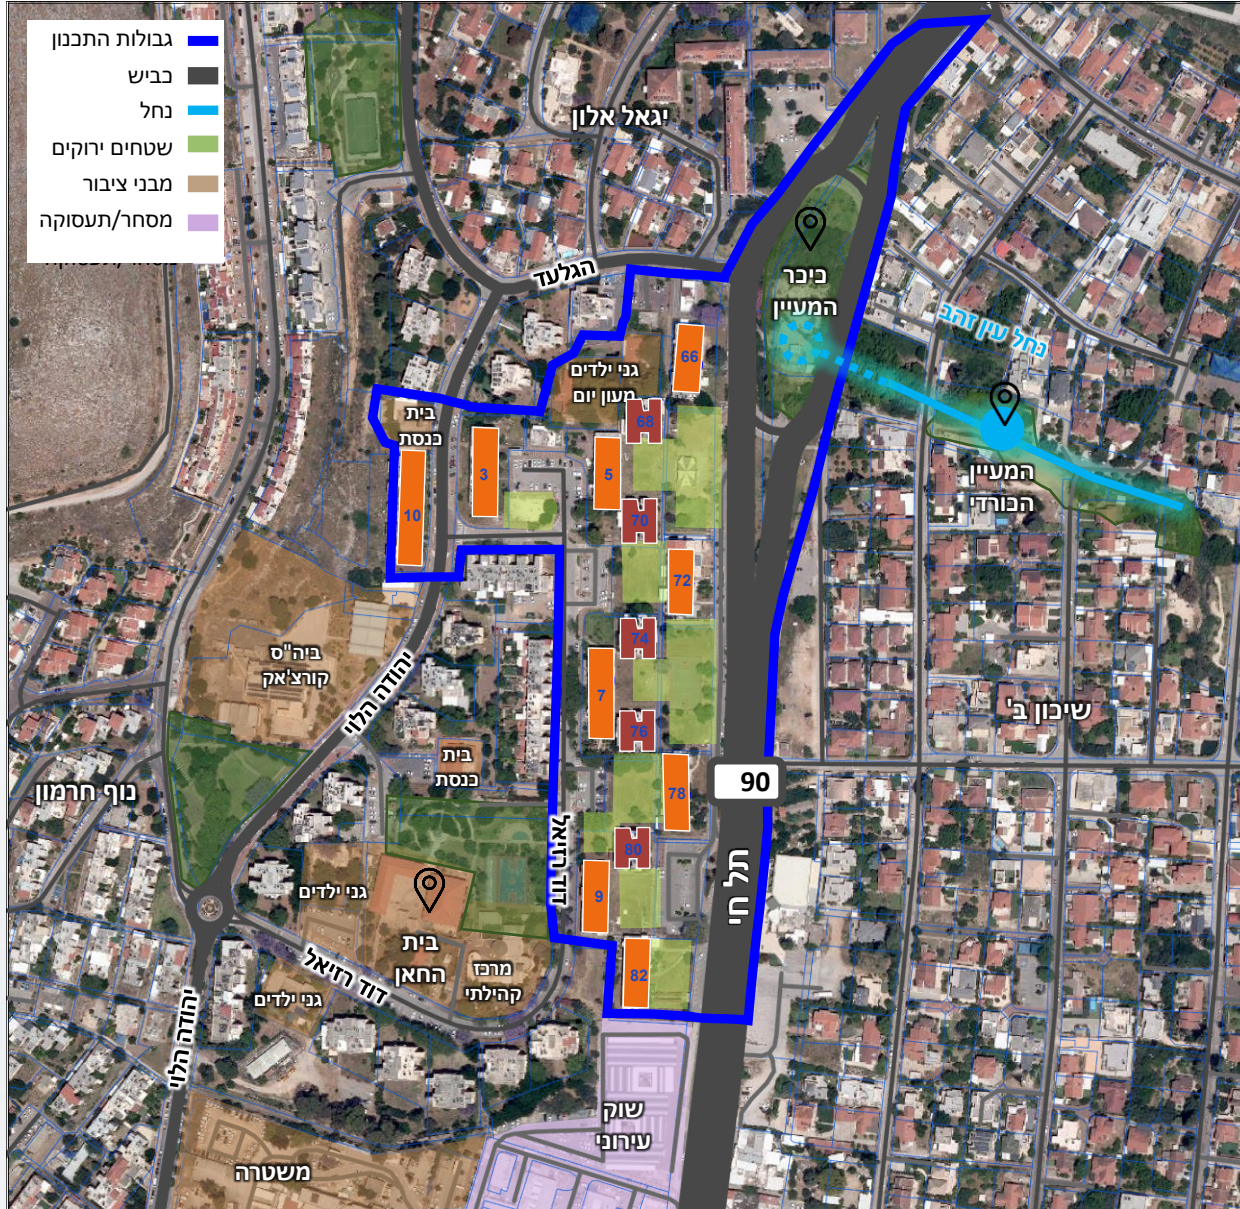 גבולות התכנון
כביש
נחל
שטחים ירוקים
מבני ציבור
מסחר/תעסוקה
יגאל אלון
הגלעד
כיכר
המעיין
נחל עין זהב
המעיין
הכורדי
גני ילדים
מעון יום
בית
כנסת
66
68
3
5
10
70
72
74
7
76
78
80
9
82
ביה"ס
קורצ'אק
יהודה הלוי
בית
כנסת
שיכון ב'
90
נוף חרמון
דוד רזיאל
תל חי
גני ילדים
בית
החאן
מרכז
קהילתי
דוד רזיאל
גני ילדים
יהודה הלוי
שוק
עירוני
משטרה